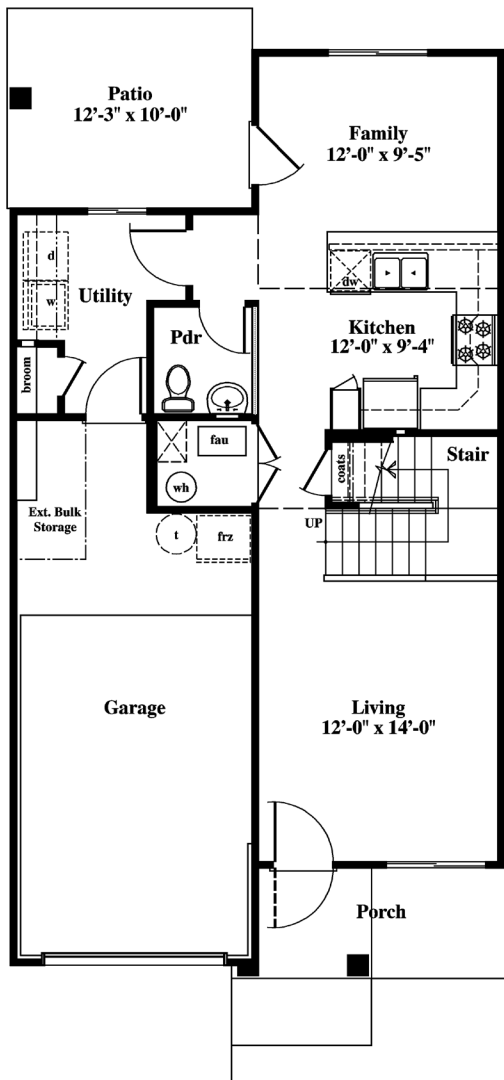 Patio
12'-3" x 10'-0"
Family
12'-0" x 9'-5"
d
dw
w
Utility
Kitchen
12'-0" x 9'-4"
Pdr
broom
fau
Stair
coats
wh
Ext. Bulk
Storage
UP
t
frz
Garage
Living
12'-0" x 14'-0"
Porch